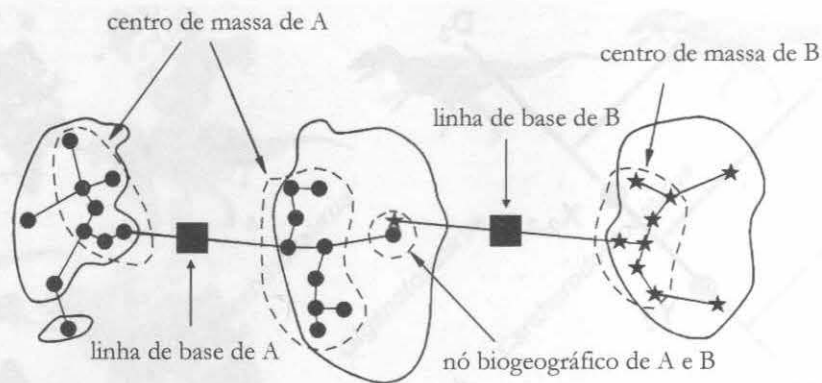 centro de massa de A
centro de massa de B
linha de base de B
linha de base de A
nó biogeográfico de A e B